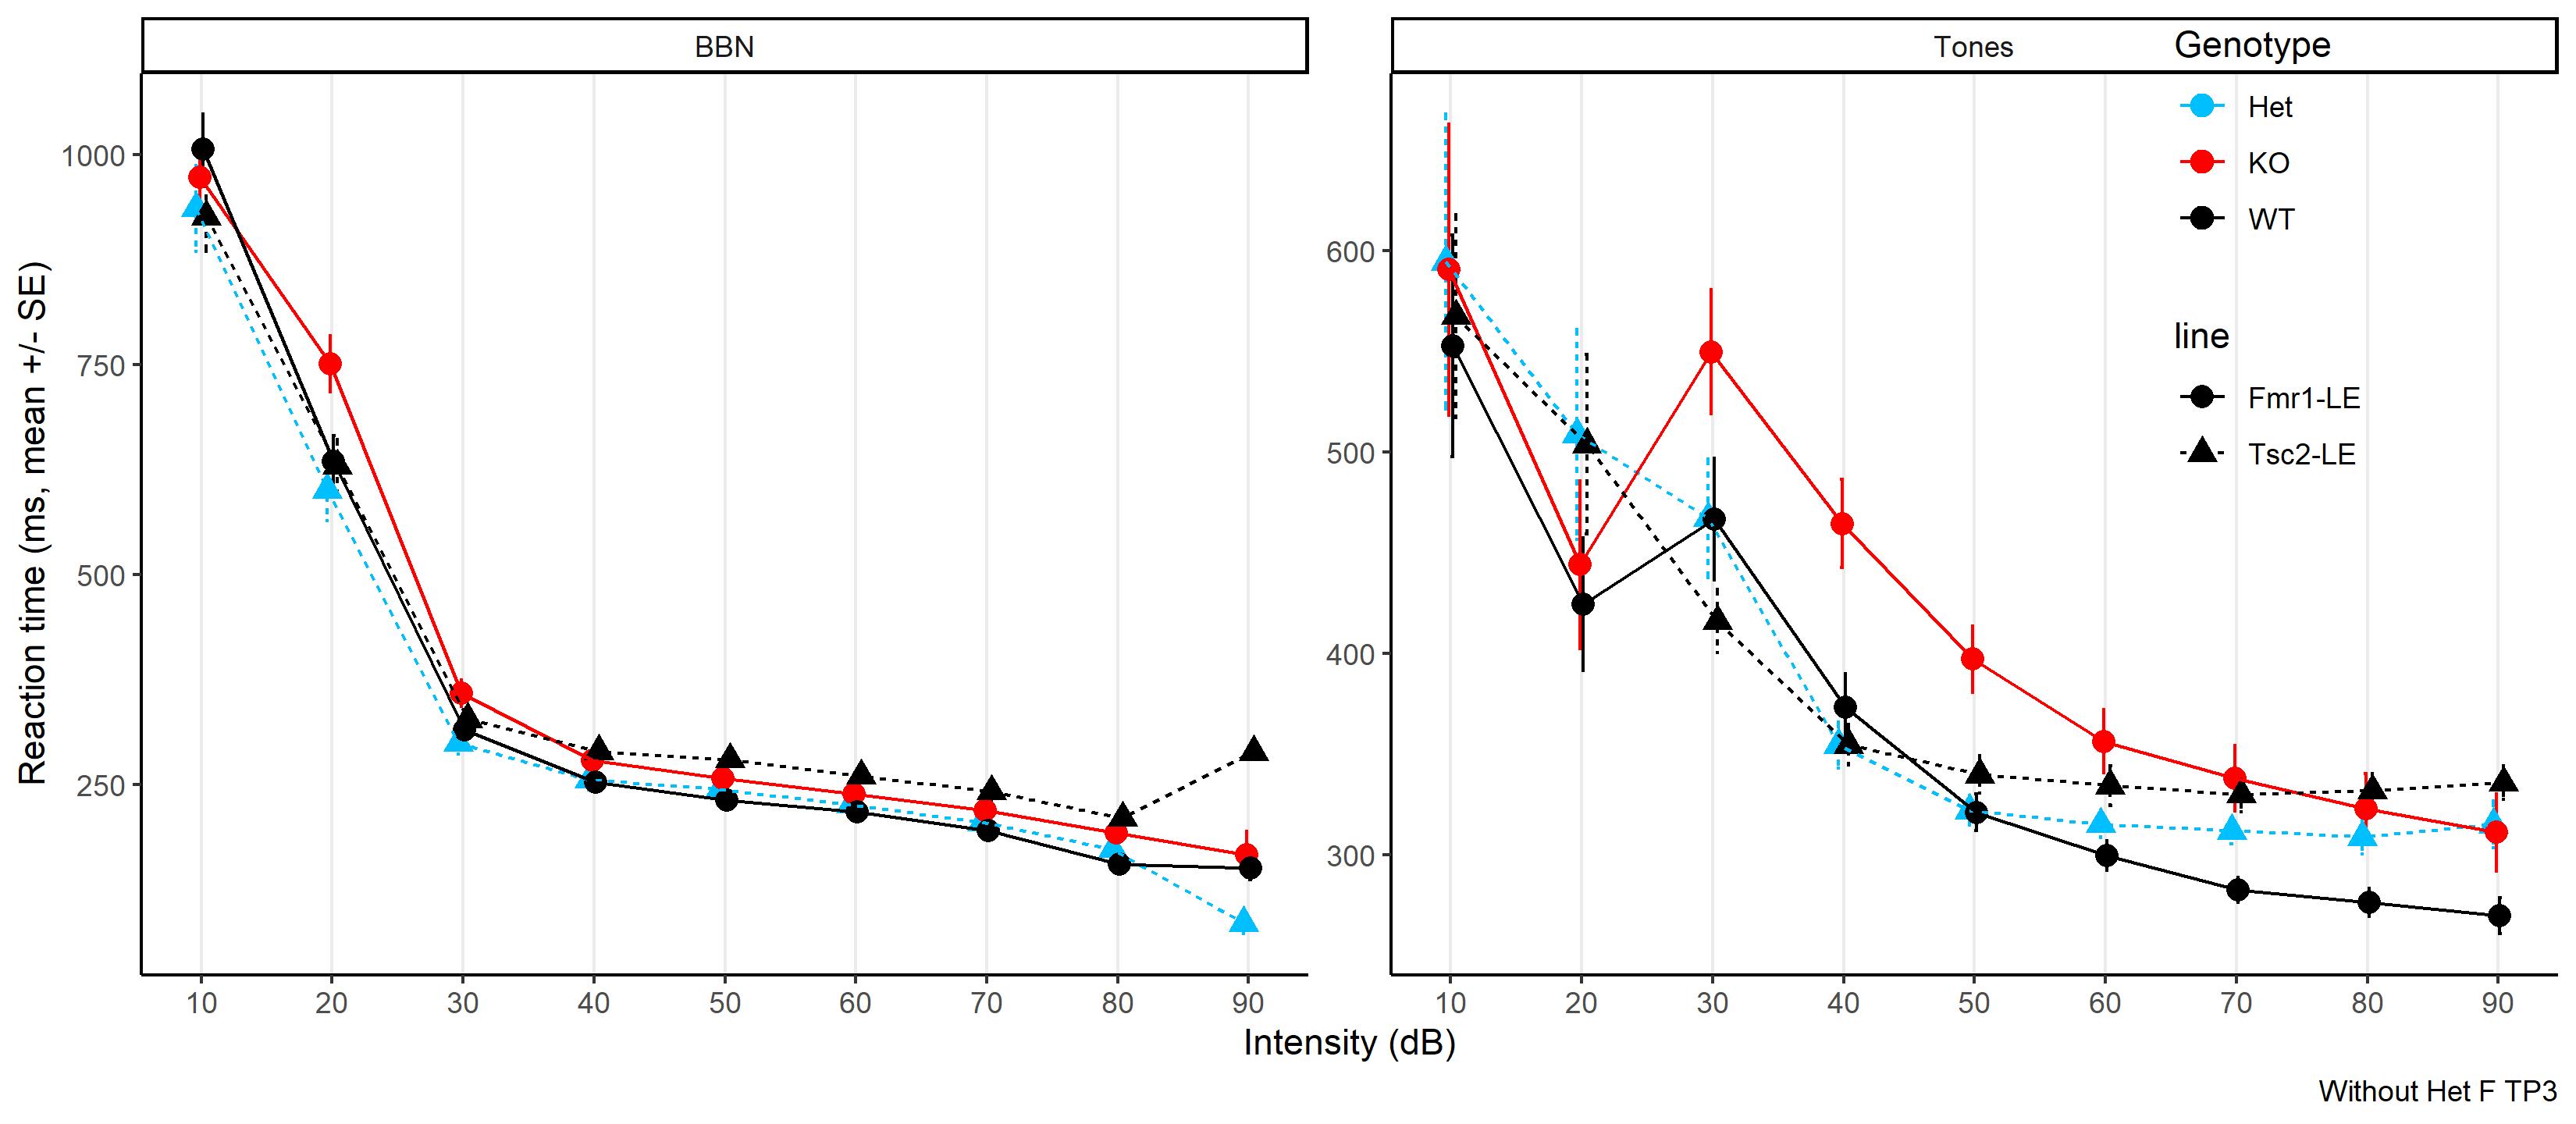 BBN
Tones
Genotype
Het
KO
WT
line
Fmr1-LE
Tsc2-LE
Reaction time (ms, mean +/- SE)
1000
750
500
250
600
500
400
300
10 20 30 40 50 60 70 80 90
10 20 30 40 50 60 70 80 90
Intensity (dB)
Without Het F TP3